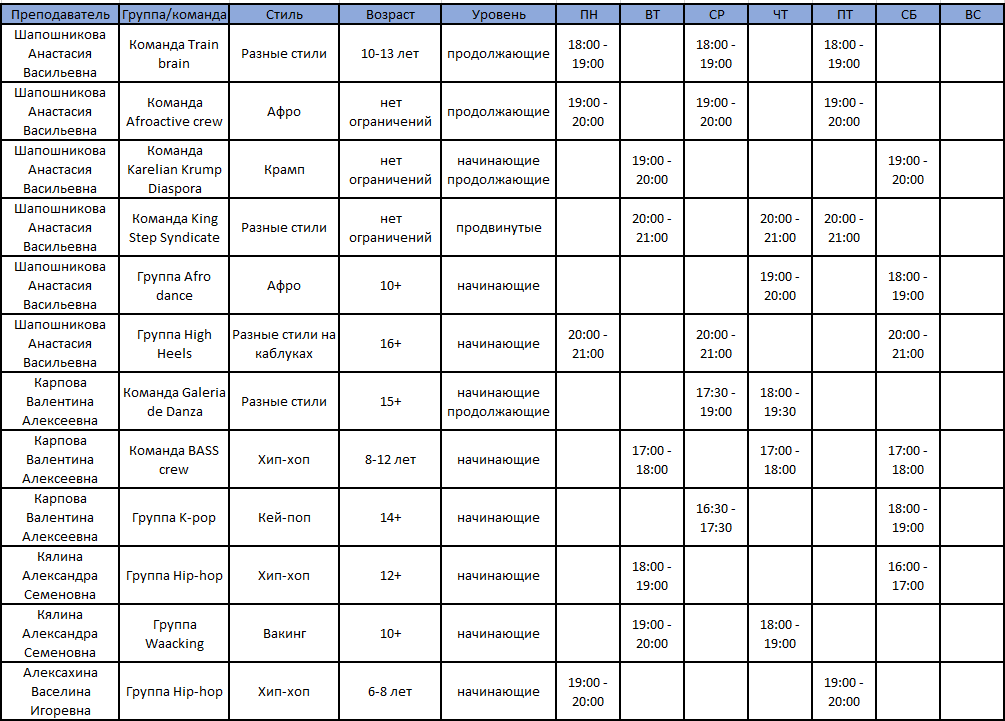 Преподаватель Группа/команда Стиль Возраст Уровень ПН ВТ СР ЧТ ПТ СБ ВС
Шапошникова
Анастасия
Васильевна
Команда Train
brain
Разные стили
10-13 лет
продолжающие
18:00 -
19:00
18:00 -
19:00
18:00 -
19:00
Шапошникова
Анастасия
Васильевна
Команда
Afroactive crew
Афро
нет
ограничений
продолжающие
19:00 -
20:00
19:00 -
20:00
19:00 -
20:00
Шапошникова
Анастасия
Васильевна
Команда
Karelian Krump
Diaspora
Крамп
нет
ограничений
начинающие
продолжающие
19:00 -
20:00
19:00 -
20:00
Шапошникова
Анастасия
Васильевна
Команда King
Step Syndicate
Разные стили
нет
ограничений
продвинутые
20:00 -
21:00
20:00 -
21:00
20:00 -
21:00
Шапошникова
Анастасия
Васильевна
Группа Afro
dance
Афро
10+
начинающие
19:00 -
20:00
18:00 -
19:00
Шапошникова
Анастасия
Васильевна
Группа High
Heels
Разные стили на
каблуках
16+
начинающие
20:00 -
21:00
20:00 -
21:00
20:00 -
21:00
Карпова
Валентина
Алексеевна
Команда Galeria
de Danza
Разные стили
15+
начинающие
продолжающие
17:30 -
19:00
18:00 -
19:30
Карпова
Валентина
Алексеевна
Команда BASS
crew
Хип-хоп
8-12 лет
начинающие
17:00 -
18:00
17:00 -
18:00
17:00 -
18:00
Карпова
Валентина
Алексеевна
Группа K-pop
Кей-поп
14+
начинающие
16:30 -
17:30
18:00 -
19:00
Кялина
Александра
Семеновна
Группа Hip-hop
Хип-хоп
12+
начинающие
18:00 -
19:00
16:00 -
17:00
Кялина
Александра
Семеновна
Группа
Waacking
Вакинг
10+
начинающие
19:00 -
20:00
18:00 -
19:00
Алексахина
Васелина
Игоревна
Группа Hip-hop
Хип-хоп
6-8 лет
начинающие
19:00 -
20:00
19:00 -
20:00